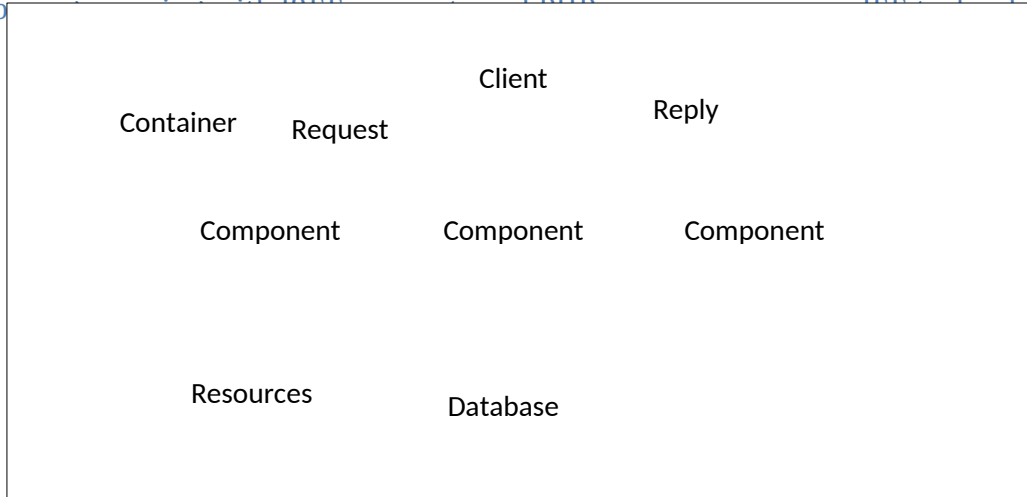 Client
Reply
Container
Request
Component Component Component
Resources
Database